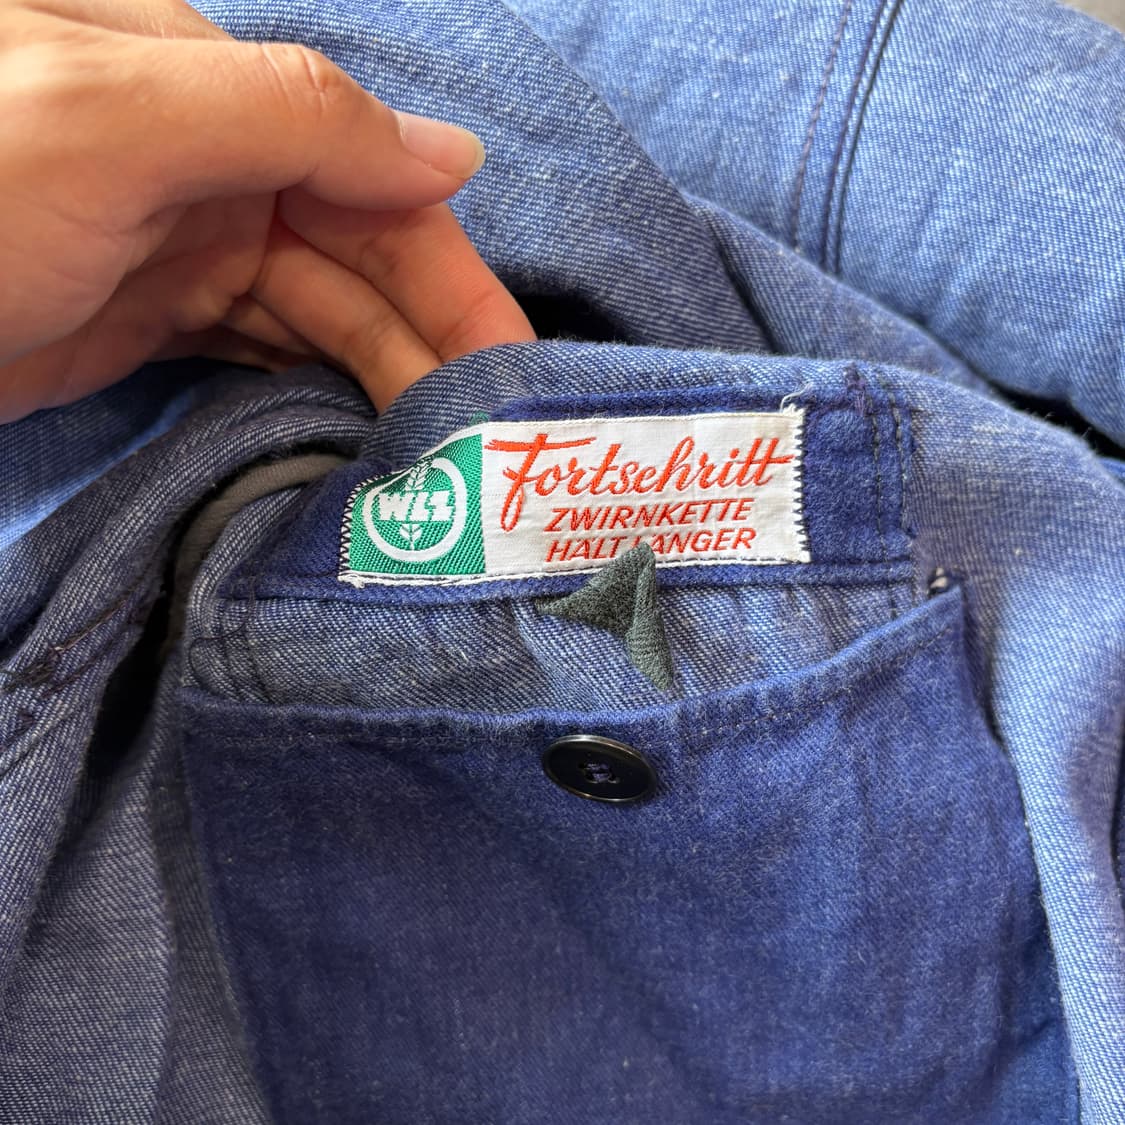 WLZ
Fortschritt
ZWIRNKETTE
HÄLT LÄNGER